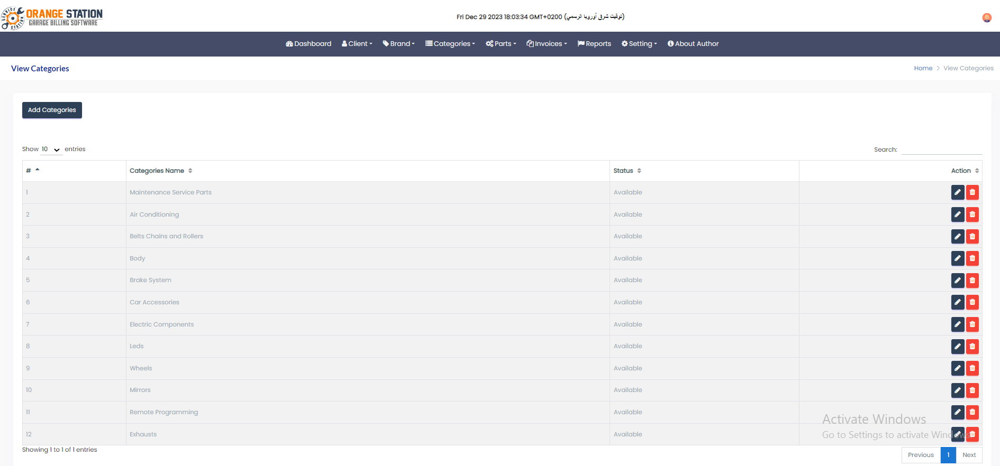 SERVICE STATION
ORANGE STATION
GARAGE BILLING SOFTWARE
Fri Dec 29 2023 18:03:34 GMT+0200 (توقيت شرق أوروبا الرسمي)
Dashboard Client Brand Categories Parts Invoices Reports Setting About Author
View Categories
Home > View Categories
Add Categories
Show 10 entries
Search:
# Categories Name Status Action
1 Maintenance Service Parts Available
2 Air Conditioning Available
3 Belts Chains and Rollers Available
4 Body Available
5 Brake System Available
6 Car Accessories Available
7 Electric Components Available
8 Leds Available
9 Wheels Available
10 Mirrors Available
11 Remote Programming Available
12 Exhausts Available
Activate Windows
Go to Settings to activate Windows.
Showing 1 to 1 of 1 entries
Previous 1 Next